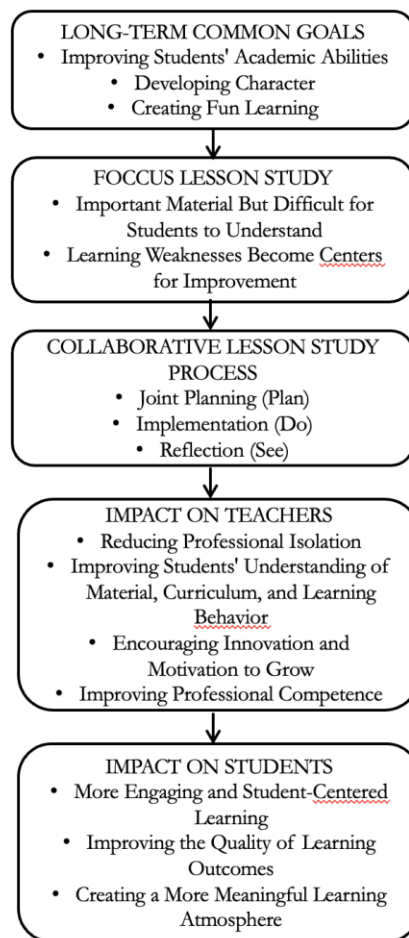 LONG-TERM COMMON GOALS
• Improving Students' Academic Abilities
• Developing Character
• Creating Fun Learning
FOCCUS LESSON STUDY
• Important Material But Difficult for
Students to Understand
• Learning Weaknesses Become Centers
for Improvement
COLLABORATIVE LESSON STUDY
PROCESS
• Joint Planning (Plan)
• Implementation (Do)
• Reflection (See)
IMPACT ON TEACHERS
• Reducing Professional Isolation
• Improving Students' Understanding of
Material, Curriculum, and Learning
Behavior
• Encouraging Innovation and
Motivation to Grow
• Improving Professional Competence
IMPACT ON STUDENTS
• More Engaging and Student-Centered
Learning
• Improving the Quality of Learning
Outcomes
• Creating a More Meaningful Learning
Atmosphere